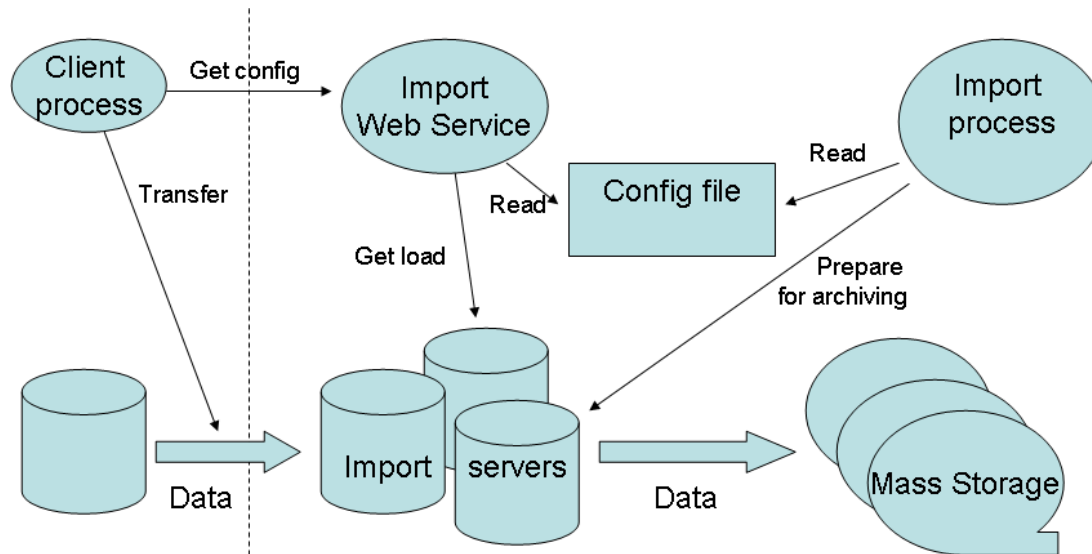 Client
process
Get config
Import
Web Service
Import
process
Transfer
Read
Config file
Read
Get load
Prepare
for archiving
Import servers
Data
Data
Mass Storage